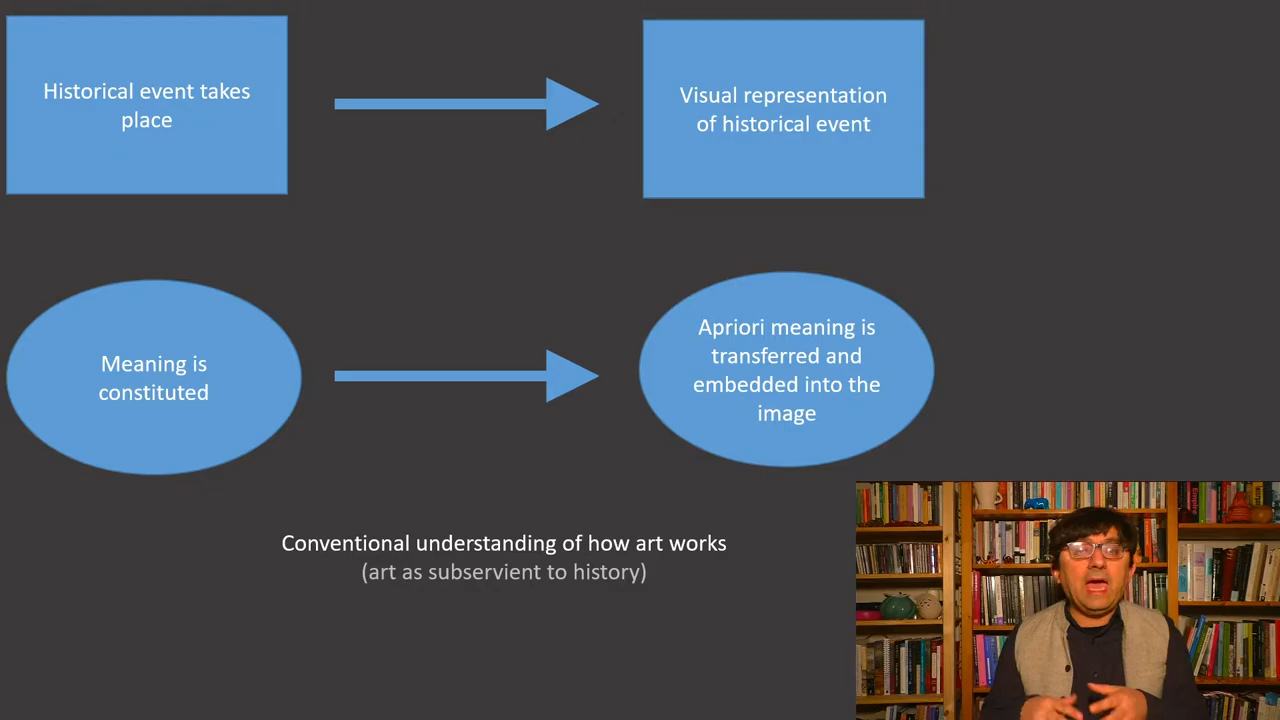 Historical event takes
place
Visual representation
of historical event
Meaning is
constituted
Apriori meaning is
transferred and
embedded into the
image
Conventional understanding of how art works
(art as subservient to history)